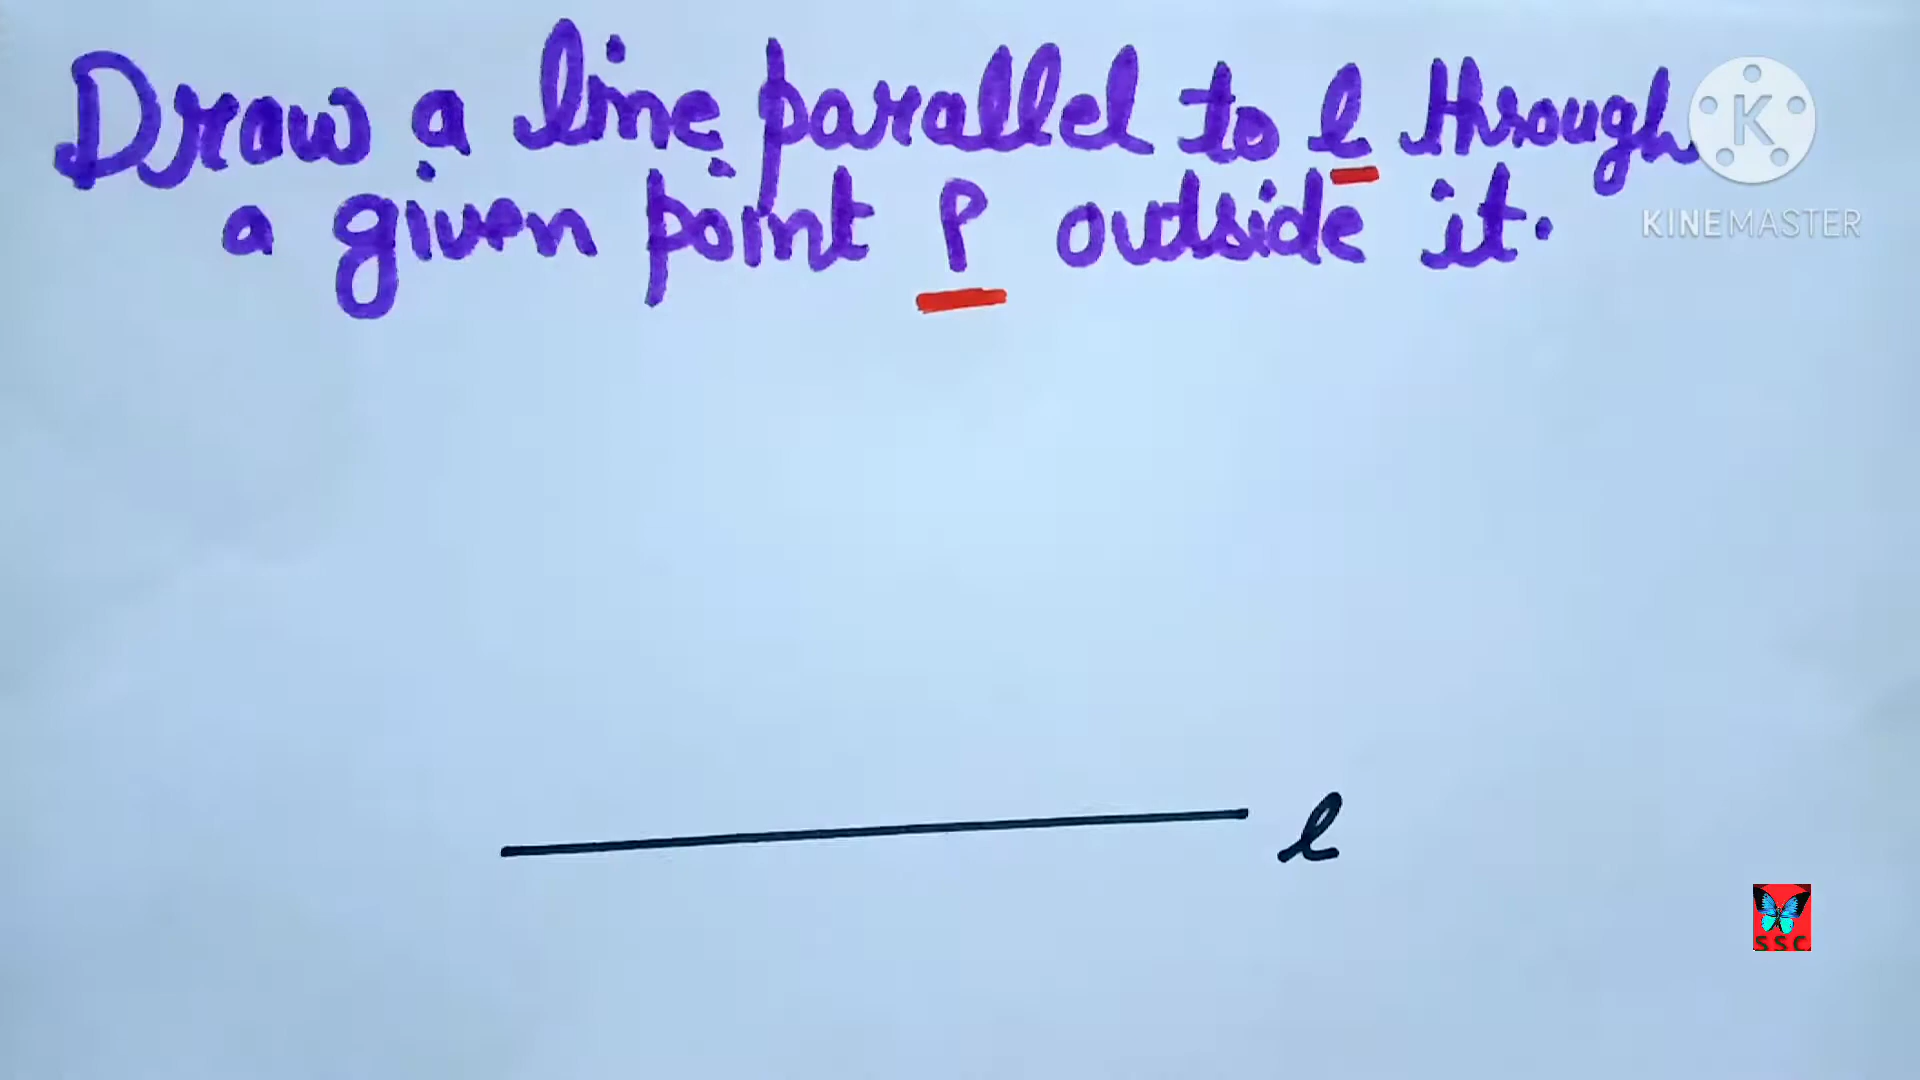 Draw a line parallel to l through
a given point P outside it.
KINEMASTER
l
SSC